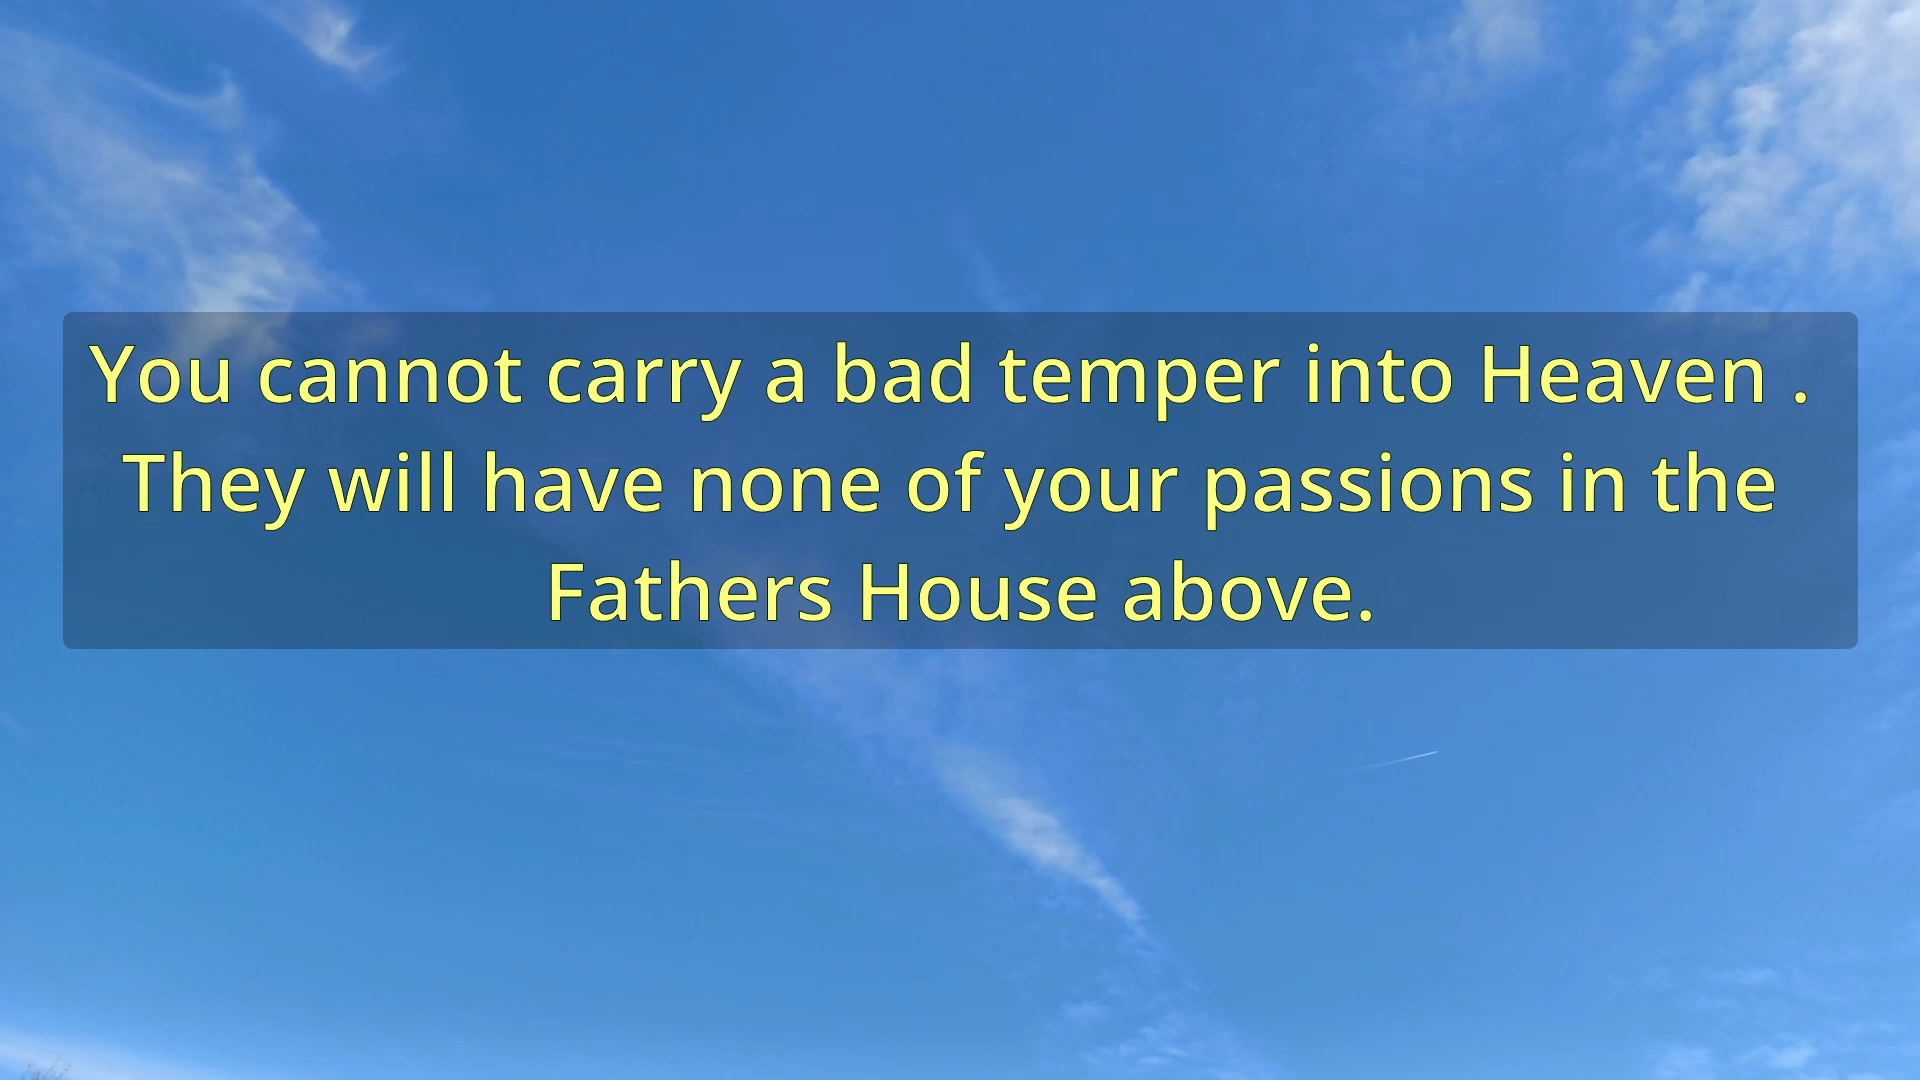 You cannot carry a bad temper into Heaven .
They will have none of your passions in the
Fathers House above.